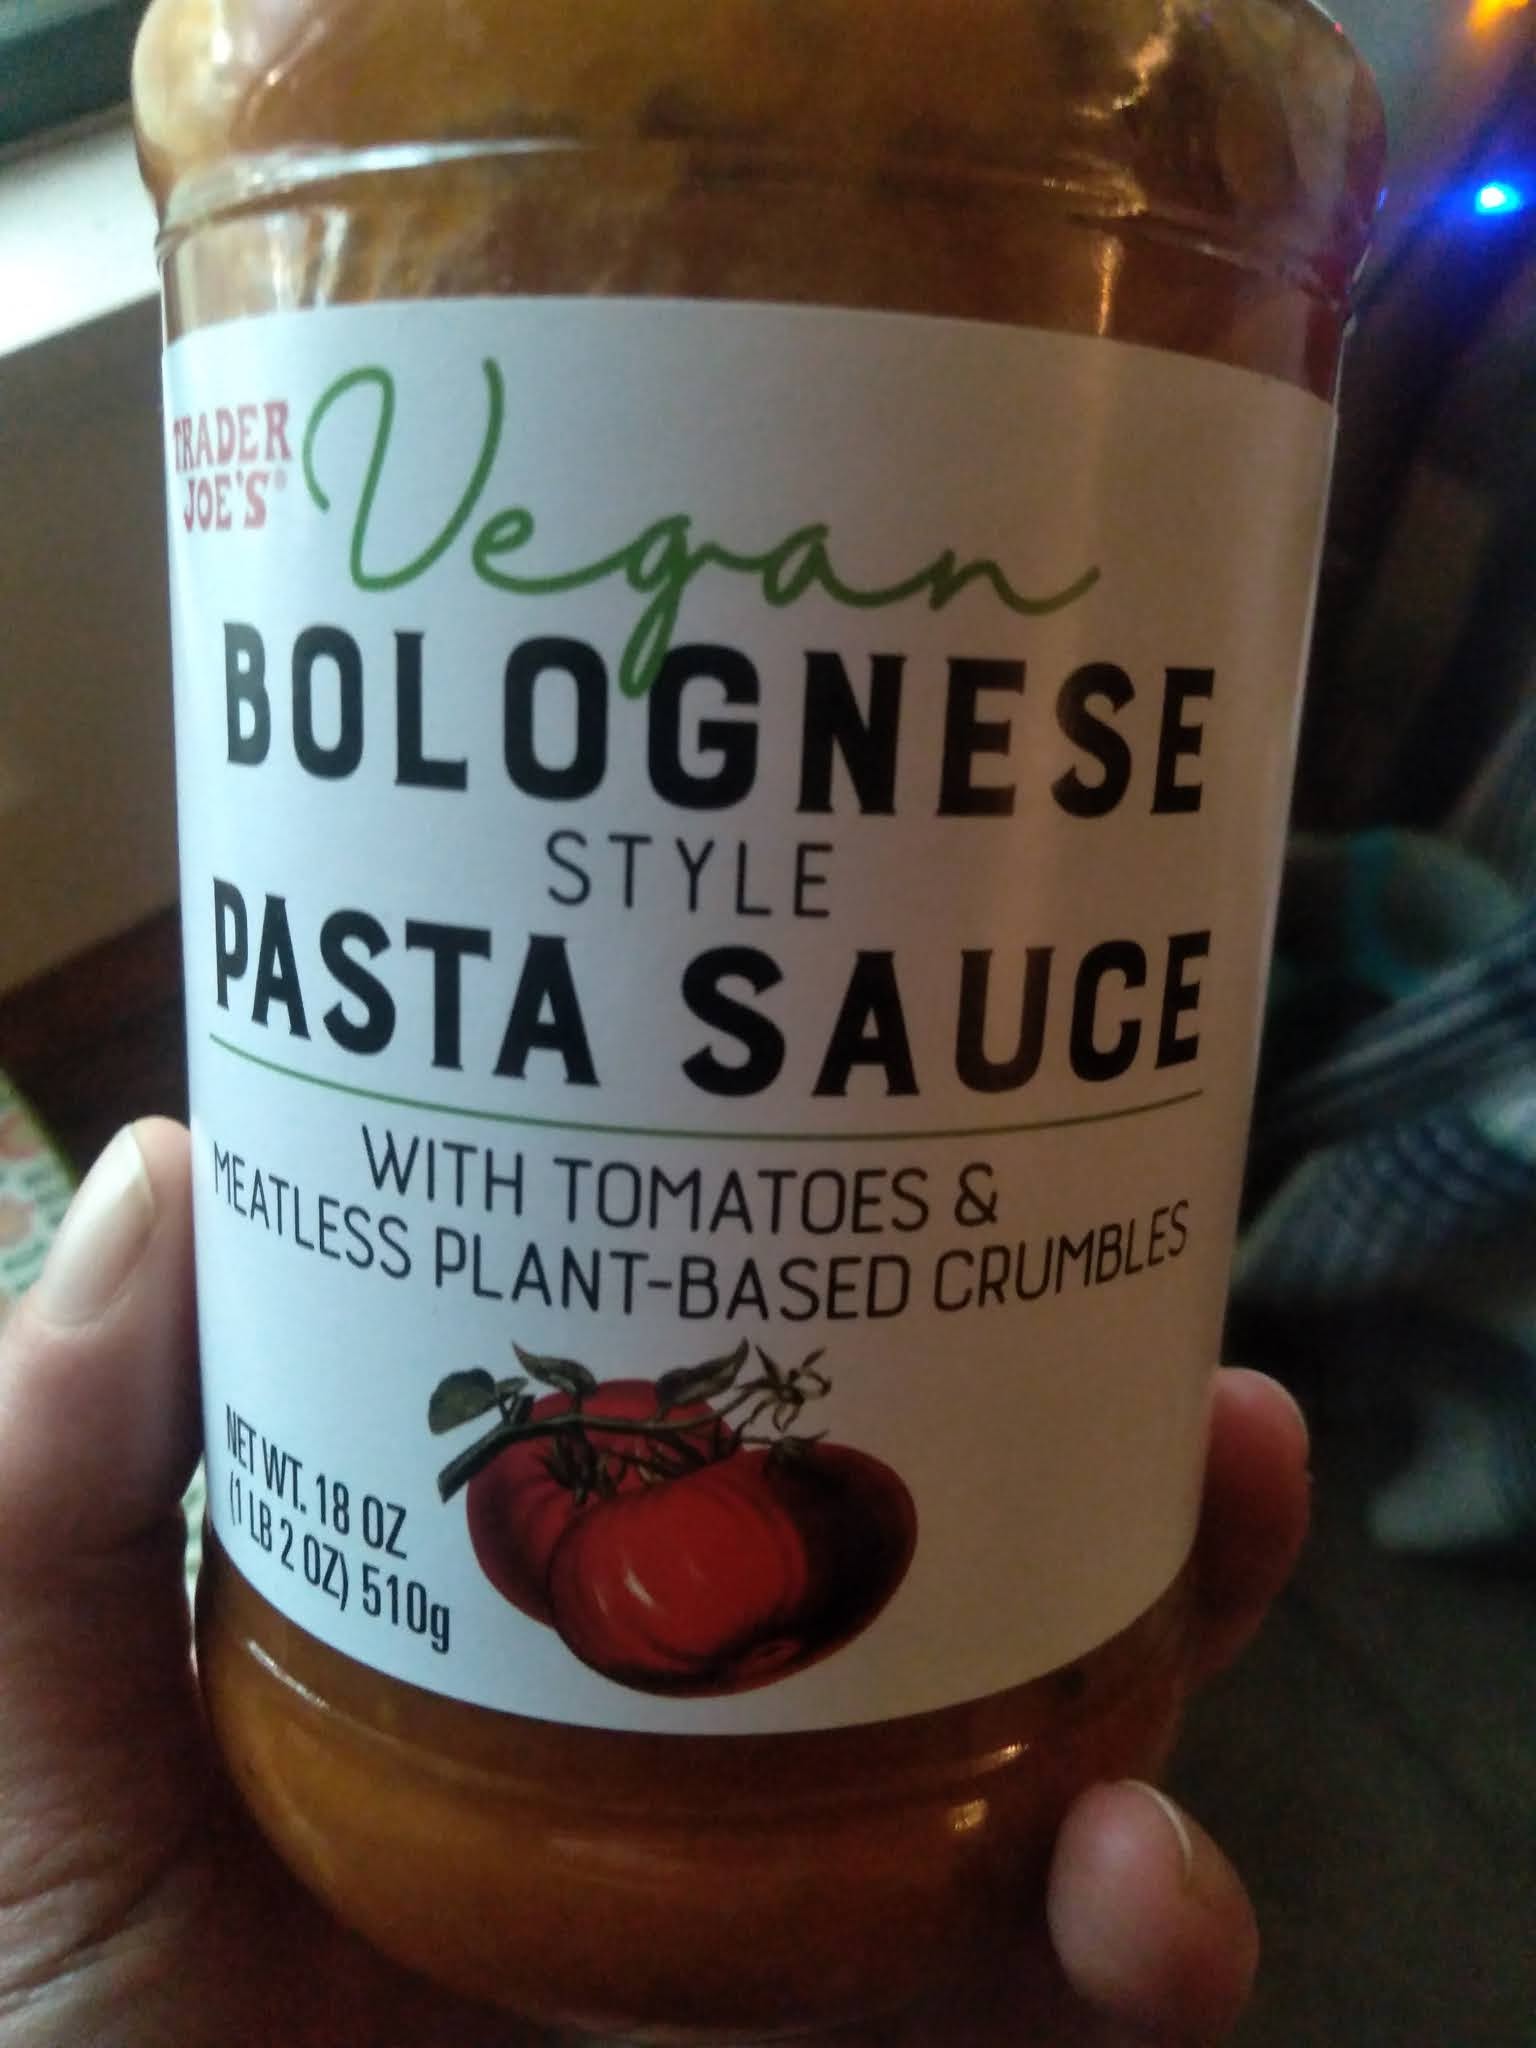 TRADER
JOE'S®
Vegan
BOLOGNESE
STYLE
PASTA SAUCE
WITH TOMATOES &
MEATLESS PLANT-BASED CRUMBLES
NET WT. 18 OZ
(1 LB 2 OZ) 510g